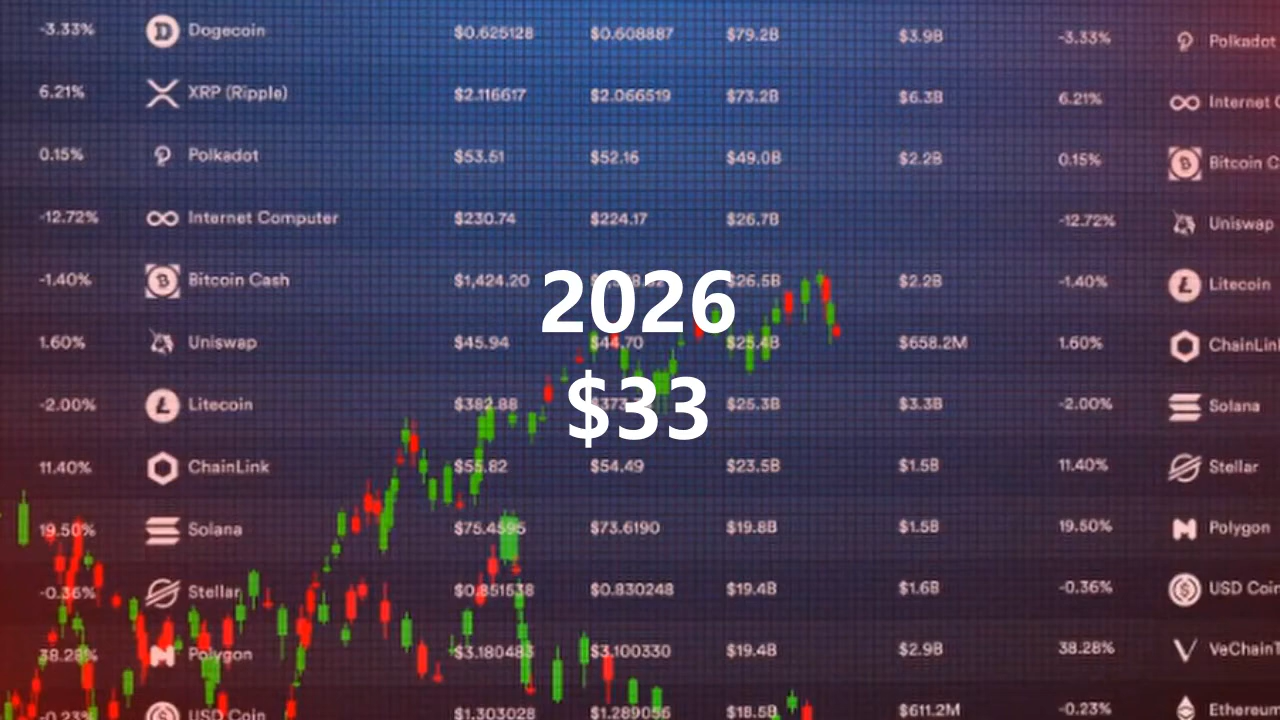 -3.33% Dogecoin $0.625128 $0.608887 $79.2B $3.9B -3.33% Polkadot
6.21% XRP (Ripple) $2.116617 $2.066519 $73.2B $6.3B 6.21% Internet
0.15% Polkadot $53.51 $52.16 $49.0B $2.2B 0.15% Bitcoin C
-12.72% Internet Computer $230.74 $224.17 $26.7B -12.72% Uniswap
-1.40% Bitcoin Cash $1,424.20 $26.5B $2.2B -1.40% Litecoin
2026
1.60% Uniswap $45.94 $44.70 $25.4B $658.2M 1.60% ChainLink
-2.00% Litecoin $382.88 $25.3B $3.3B -2.00% Solana
$33
11.40% ChainLink $55.82 $54.49 $23.5B $1.5B 11.40% Stellar
19.50% Solana $75.4595 $73.6190 $19.8B $1.5B 19.50% Polygon
-0.36% Stellar $0.851538 $0.830248 $19.4B $1.6B -0.36% USD Coin
38.28% Polygon $3.180483 $3.100330 $19.4B $2.9B 38.28% VeChainT
-0.23% USD Coin $1.303028 $1.289056 $18.5B $611.2M -0.23% Ethereum